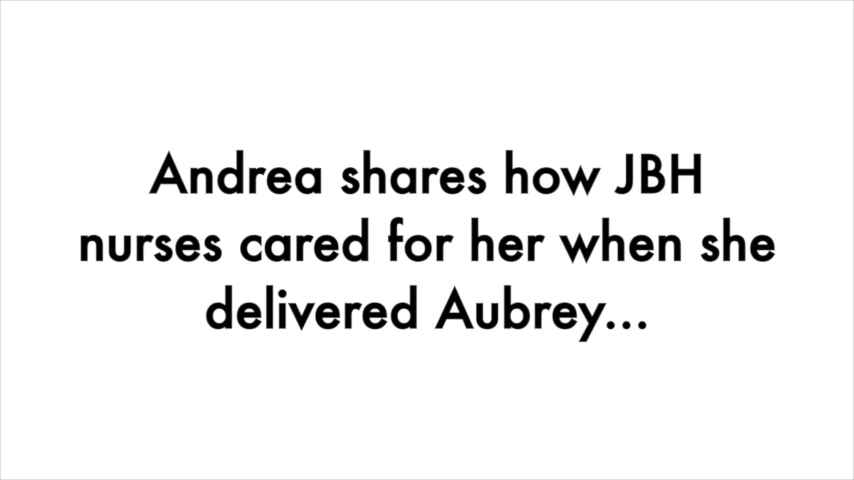 Andrea shares how JBH
nurses cared for her when she
delivered Aubrey...